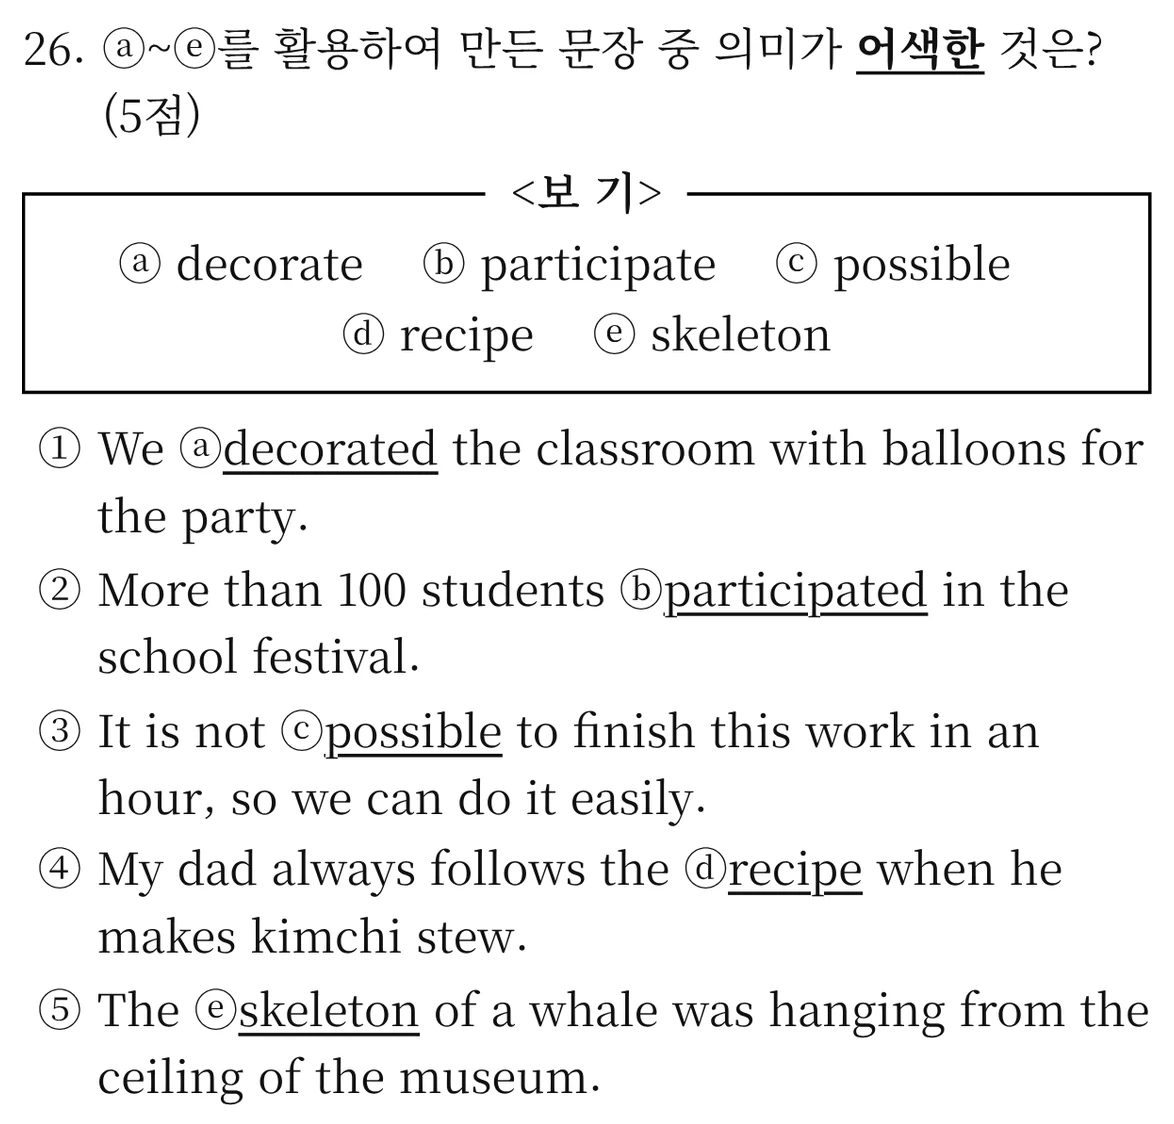 26. ⓐ~ⓔ를 활용하여 만든 문장 중 의미가 어색한 것은?
(5점)
<보 기>
ⓐ decorate ⓑ participate ⓒ possible
ⓓ recipe ⓔ skeleton
① We ⓐdecorated the classroom with balloons for
the party.
② More than 100 students ⓑparticipated in the
school festival.
③ It is not ⓒpossible to finish this work in an
hour, so we can do it easily.
④ My dad always follows the ⓓrecipe when he
makes kimchi stew.
⑤ The ⓔskeleton of a whale was hanging from the
ceiling of the museum.